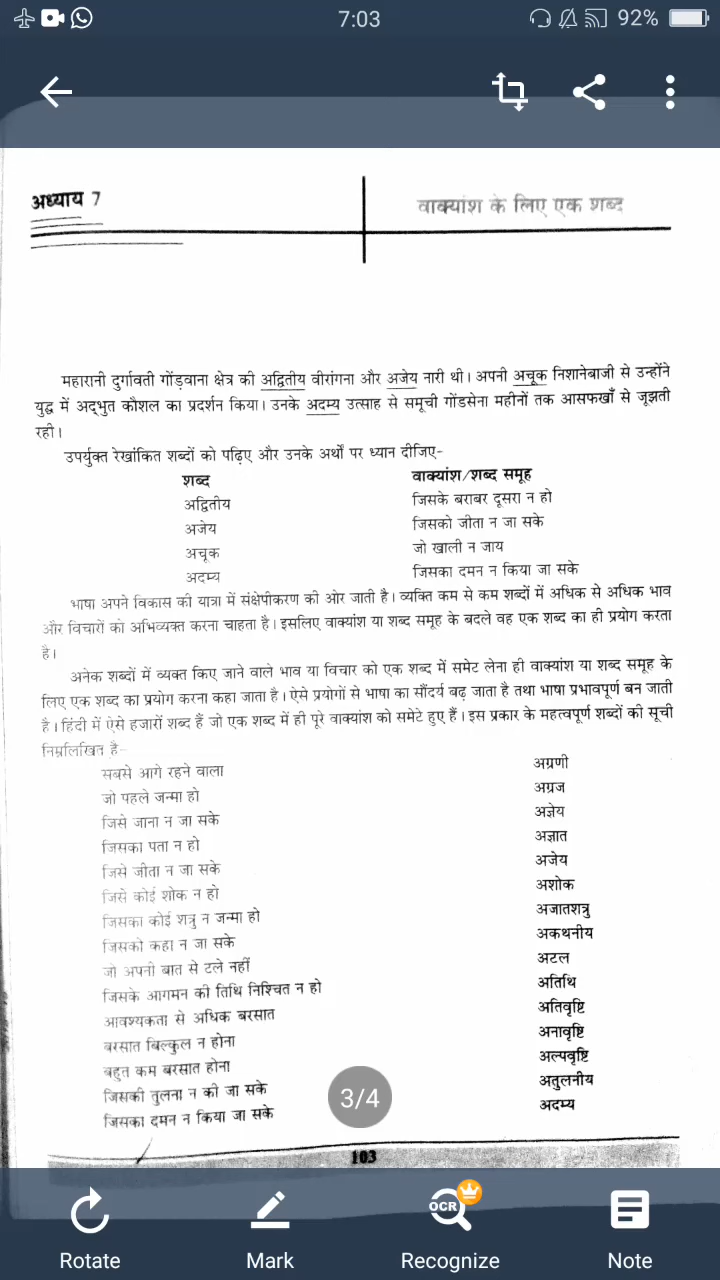 7:03
92%
अध्याय 7
वाक्यांश के लिए एक शब्द
महारानी दुर्गावती गोंड़वाना क्षेत्र की अद्वितीय वीरांगना और अजेय नारी थी। अपनी अचूक निशानेबाजी से उन्होंने
युद्ध में अद्भुत कौशल का प्रदर्शन किया। उनके अदम्य उत्साह से समूची गोंडसेना महीनों तक आसफखाँ से जूझती
रही।
उपर्युक्त रेखांकित शब्दों को पढ़िए और उनके अर्थों पर ध्यान दीजिए-
शब्द वाक्यांश/शब्द समूह
अद्वितीय जिसके बराबर दूसरा न हो
अजेय जिसको जीता न जा सके
अचूक जो खाली न जाय
अदम्य जिसका दमन न किया जा सके
भाषा अपने विकास की यात्रा में संक्षेपीकरण की ओर जाती है। व्यक्ति कम से कम शब्दों में अधिक से अधिक भाव
और विचारों को अभिव्यक्त करना चाहता है। इसलिए वाक्यांश या शब्द समूह के बदले वह एक शब्द का ही प्रयोग करता
है।
अनेक शब्दों में व्यक्त किए जाने वाले भाव या विचार को एक शब्द में समेट लेना ही वाक्यांश या शब्द समूह के
लिए एक शब्द का प्रयोग करना कहा जाता है। ऐसे प्रयोगों से भाषा का सौंदर्य बढ़ जाता है तथा भाषा प्रभावपूर्ण बन जाती
है। हिंदी में ऐसे हजारों शब्द हैं जो एक शब्द में ही पूरे वाक्यांश को समेटे हुए हैं। इस प्रकार के महत्वपूर्ण शब्दों की सूची
निम्नलिखित है-
सबसे आगे रहने वाला अग्रणी
जो पहले जन्मा हो अग्रज
जिसे जाना न जा सके अज्ञेय
जिसका पता न हो अज्ञात
जिसे जीता न जा सके अजेय
जिसे कोई शोक न हो अशोक
जिसका कोई शत्रु न जन्मा हो अजातशत्रु
जिसको कहा न जा सके अकथनीय
जो अपनी बात से टले नहीं अटल
जिसके आगमन की तिथि निश्चित न हो अतिथि
आवश्यकता से अधिक बरसात अतिवृष्टि
बरसात बिल्कुल न होना अनावृष्टि
बहुत कम बरसात होना अल्पवृष्टि
जिसकी तुलना न की जा सके अतुलनीय
जिसका दमन न किया जा सके अदम्य
3/4
103
OCR
Rotate Mark Recognize Note